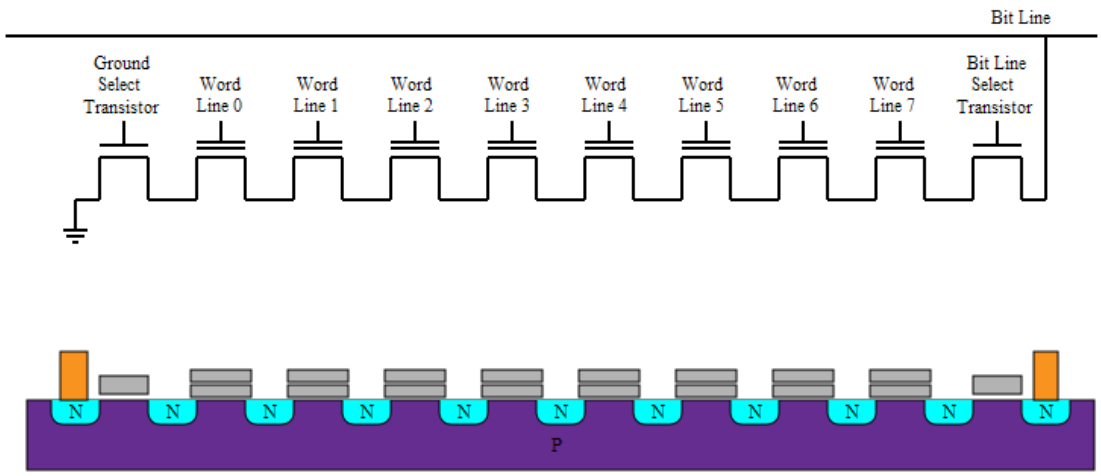 Bit Line
Ground
Select
Transistor
Word
Line 0
Word
Line 1
Word
Line 2
Word
Line 3
Word
Line 4
Word
Line 5
Word
Line 6
Word
Line 7
Bit Line
Select
Transistor
N
N
N
N
N
N
N
N
N
N
N
P